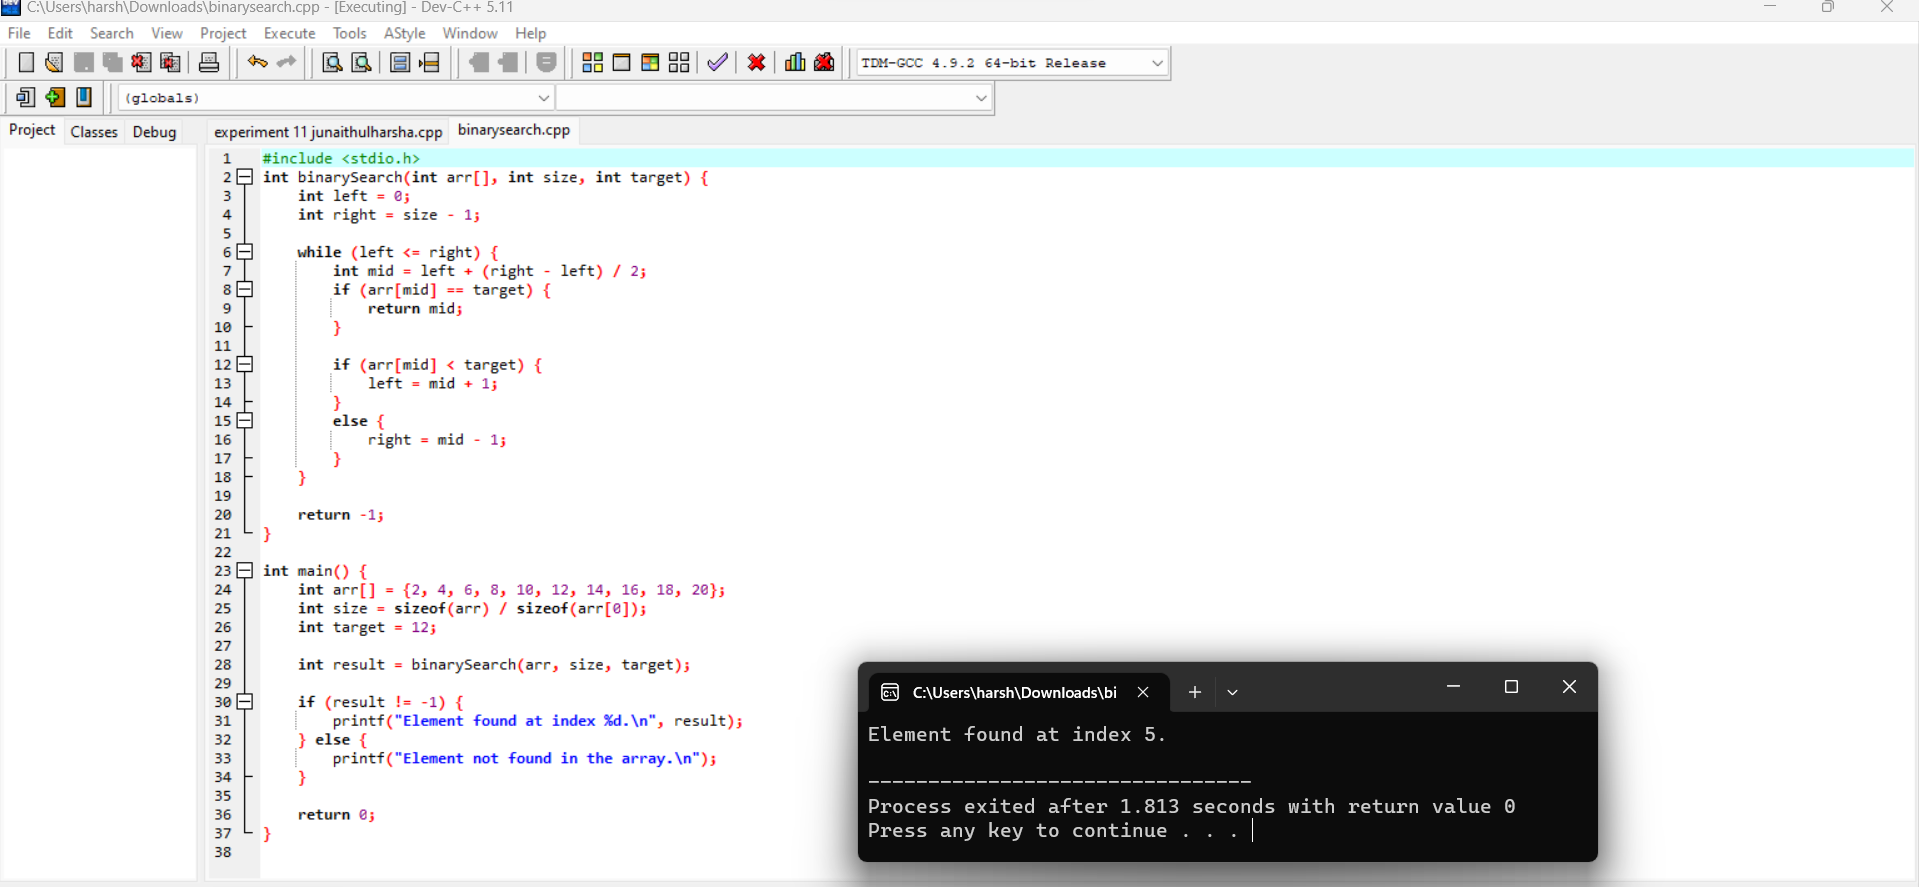 C:\Users\harsh\Downloads\binarysearch.cpp - [Executing] - Dev-C++ 5.11
File Edit Search View Project Execute Tools AStyle Window Help
TDM-GCC 4.9.2 64-bit Release
(globals)
Project Classes Debug experiment 11 junaithulharsha.cpp binarysearch.cpp
1 #include <stdio.h>
2 int binarySearch(int arr[], int size, int target) {
3     int left = 0;
4     int right = size - 1;
5
6     while (left <= right) {
7         int mid = left + (right - left) / 2;
8         if (arr[mid] == target) {
9             return mid;
10         }
11
12         if (arr[mid] < target) {
13             left = mid + 1;
14         }
15         else {
16             right = mid - 1;
17         }
18     }
19
20     return -1;
21 }
22
23 int main() {
24     int arr[] = {2, 4, 6, 8, 10, 12, 14, 16, 18, 20};
25     int size = sizeof(arr) / sizeof(arr[0]);
26     int target = 12;
27
28     int result = binarySearch(arr, size, target);
29
30     if (result != -1) {
31         printf("Element found at index %d.\n", result);
32     } else {
33         printf("Element not found in the array.\n");
34     }
35
36     return 0;
37 }
38
C:\Users\harsh\Downloads\bi
Element found at index 5.
--------------------------------
Process exited after 1.813 seconds with return value 0
Press any key to continue . . .